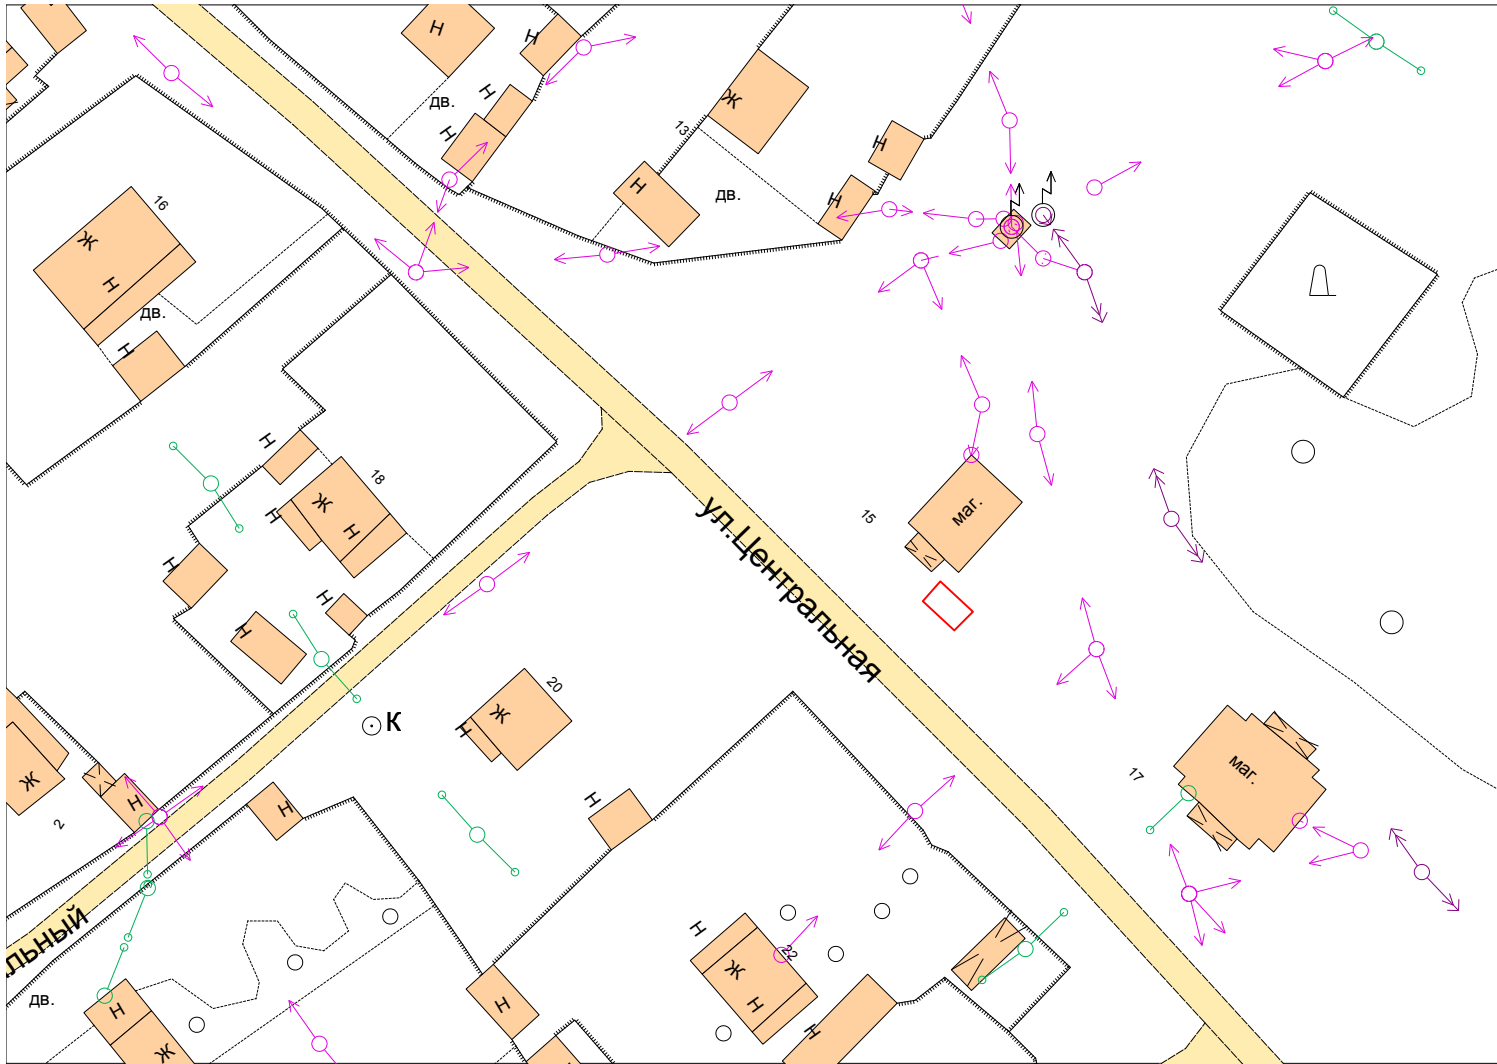 Н
Н
Н
дв.
Н
Ж
13
Н
Н
дв.
Н
16
Ж
Н
дв.
Н
Н
18
Ж
Н
Н
Н
Н
Н
ул.Центральная
15
маг.
К
20
Ж
Н
маг.
17
Ж
2
Н
Н
Н
льный
дв.
Н
Ж
Н
Н
22
Ж
Н
Н